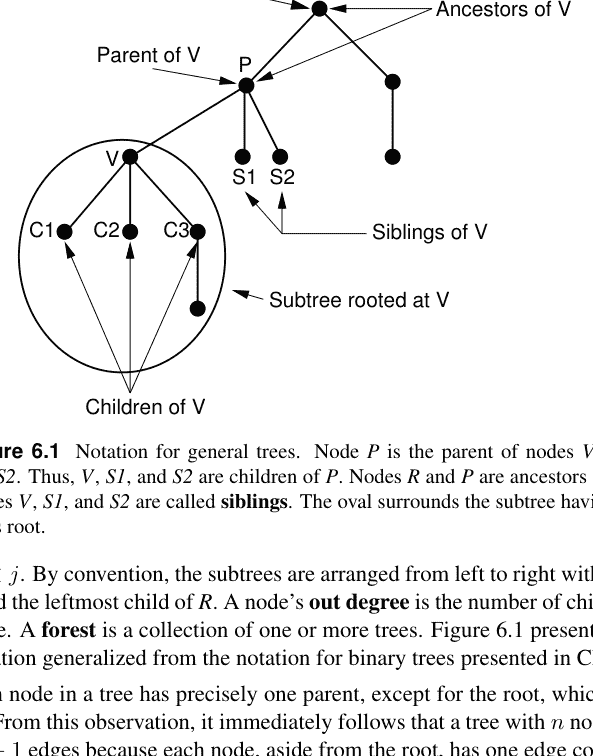 Ancestors of V
Parent of V
P
V
S1 S2
C1 C2 C3
Siblings of V
Subtree rooted at V
Children of V
ure 6.1 Notation for general trees. Node P is the parent of nodes V
S2. Thus, V, S1, and S2 are children of P. Nodes R and P are ancestors
es V, S1, and S2 are called siblings. The oval surrounds the subtree havi
s root.
j. By convention, the subtrees are arranged from left to right with
d the leftmost child of R. A node's out degree is the number of chi
e. A forest is a collection of one or more trees. Figure 6.1 present
tion generalized from the notation for binary trees presented in C
n node in a tree has precisely one parent, except for the root, whic
From this observation, it immediately follows that a tree with n no
- 1 edges because each node, aside from the root, has one edge co